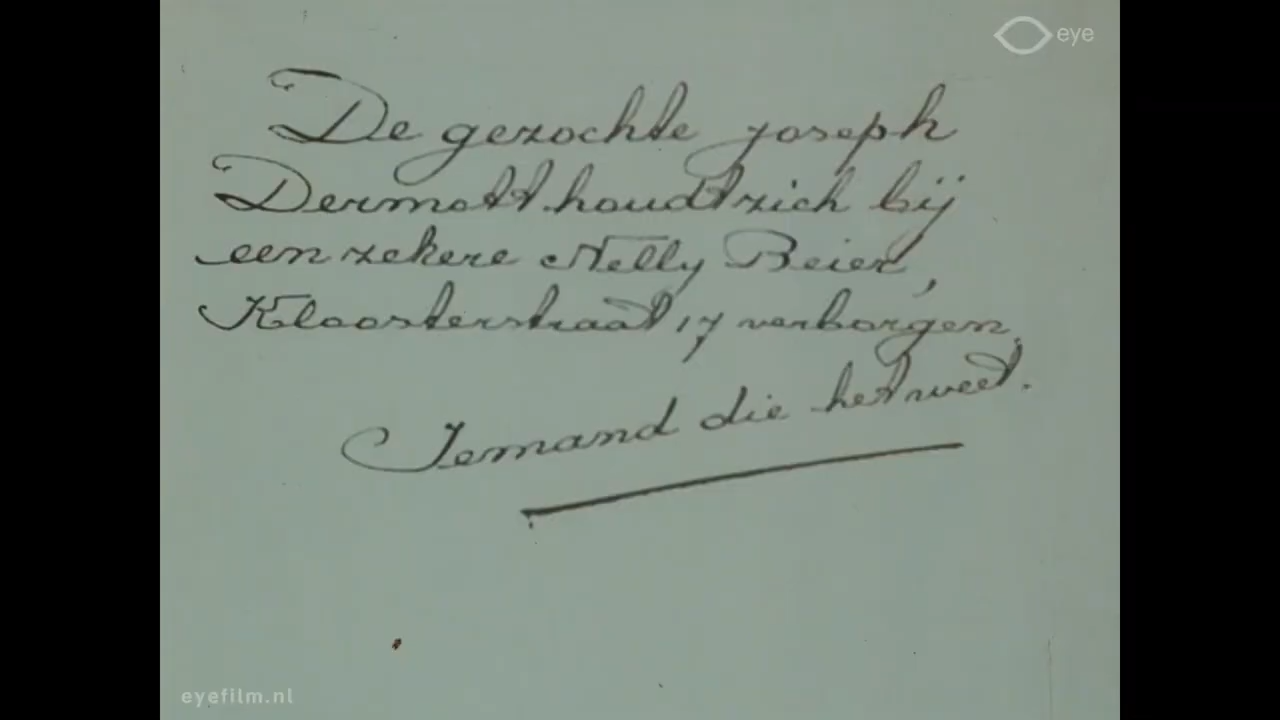 eye
De gezochte joseph
Dermott houdt zich bij
een zekere Nelly Beier,
Kloosterstraat 17 verborgen.
Iemand die het weet.
eyefilm.nl